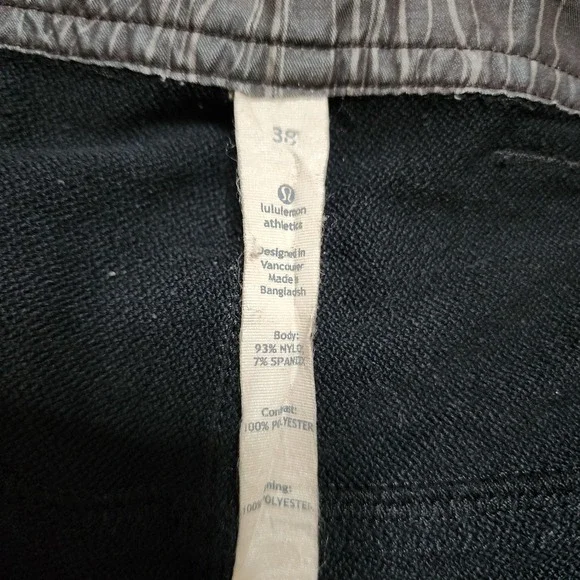 38
lululemon
athletica
Designed in
Vancouver
Made in
Bangladesh
Body:
93% NYLON
7% SPANDEX
Contrast:
100% POLYESTER
Lining:
100% POLYESTER